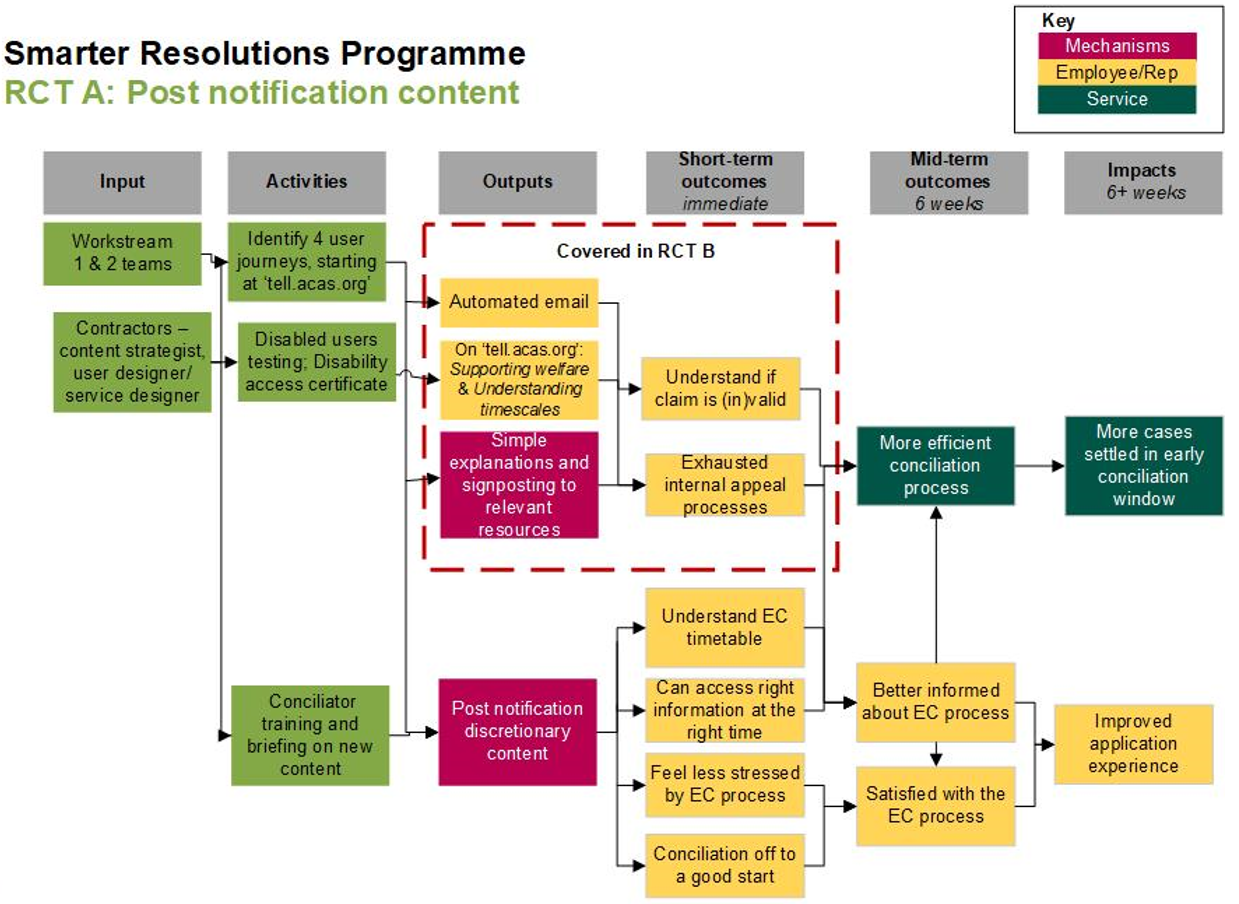 Smarter Resolutions Programme
RCT A: Post notification content
Key
Mechanisms
Employee/Rep
Service
Input
Activities
Outputs
Short-term
outcomes
immediate
Mid-term
outcomes
6 weeks
Impacts
6+ weeks
Workstream
1 & 2 teams
Contractors –
content strategist,
user designer/
service designer
Identify 4 user
journeys, starting
at ‘tell.acas.org’
Disabled users
testing; Disability
access certificate
Conciliator
training and
briefing on new
content
Covered in RCT B
Automated email
On ‘tell.acas.org’:
Supporting welfare
& Understanding
timescales
Simple
explanations and
signposting to
relevant
resources
Post notification
discretionary
content
Understand if
claim is (in)valid
Exhausted
internal appeal
processes
Understand EC
timetable
Can access right
information at the
right time
Feel less stressed
by EC process
Conciliation off to
a good start
More efficient
conciliation
process
Better informed
about EC process
Satisfied with the
EC process
More cases
settled in early
conciliation
window
Improved
application
experience